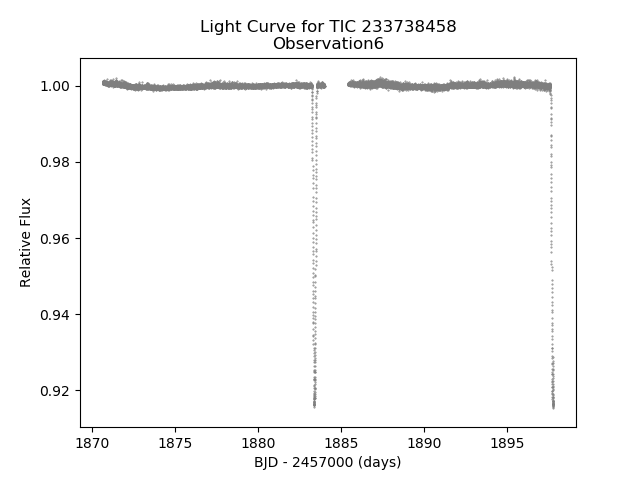 Light Curve for TIC 233738458
Observation6
1.00
0.98
0.96
0.94
0.92
Relative Flux
1870 1875 1880 1885 1890 1895
BJD - 2457000 (days)